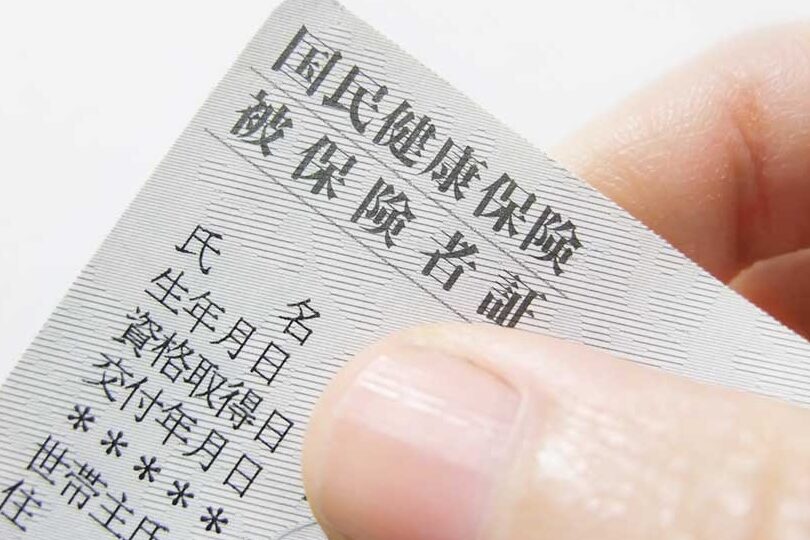 国民健康保険
被保険者証
氏 名
生年月日
資格取得日
交付年月日
*****
世帯主氏
住